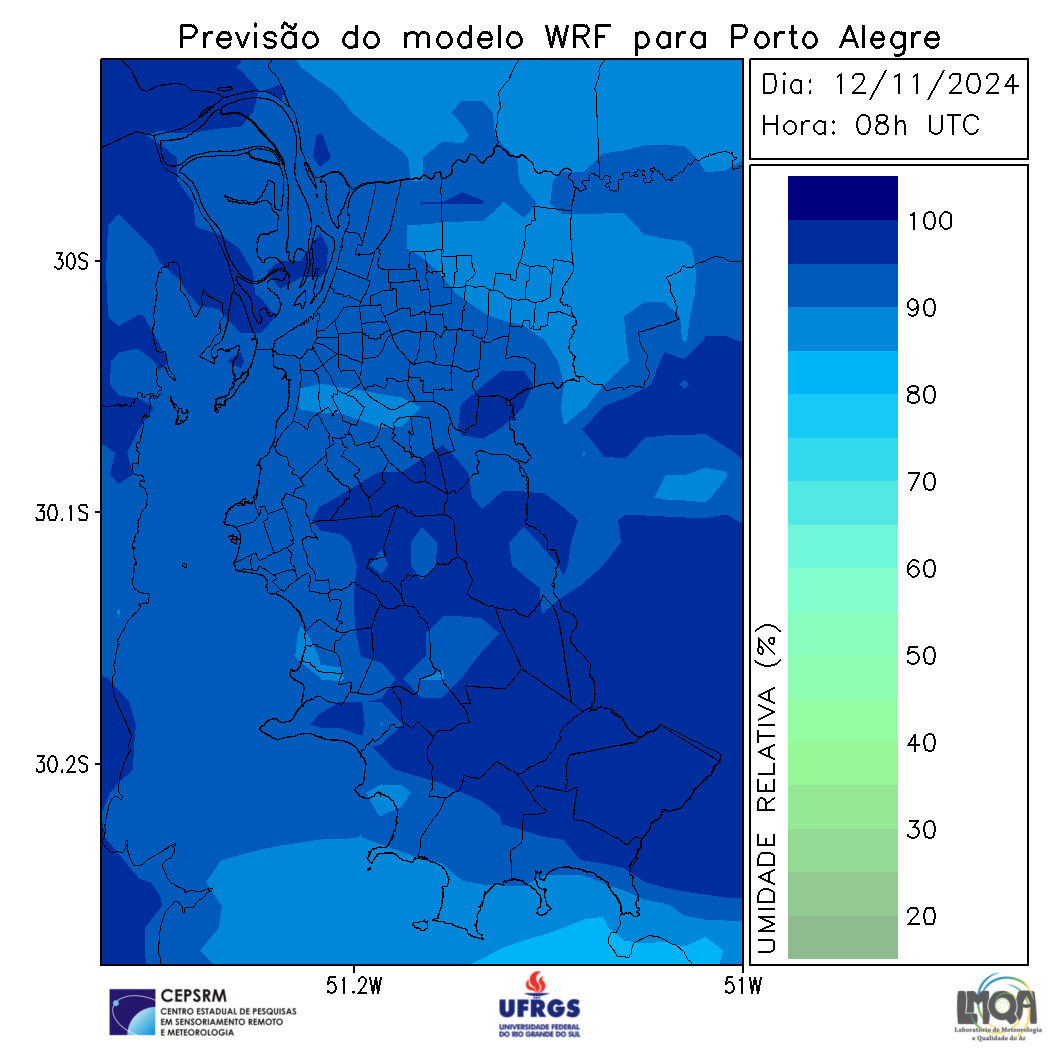 Previsão do modelo WRF para Porto Alegre
Dia: 12/11/2024
Hora: 08h UTC
30S
30.1S
30.2S
51.2W
51W
UMIDADE RELATIVA (%)
100
90
80
70
60
50
40
30
20
CEPSRM
CENTRO ESTADUAL DE PESQUISAS
EM SENSORIAMENTO REMOTO
E METEOROLOGIA
UFRGS
UNIVERSIDADE FEDERAL
DO RIO GRANDE DO SUL
LMQA
Laboratório de Meteorologia
e Qualidade do Ar